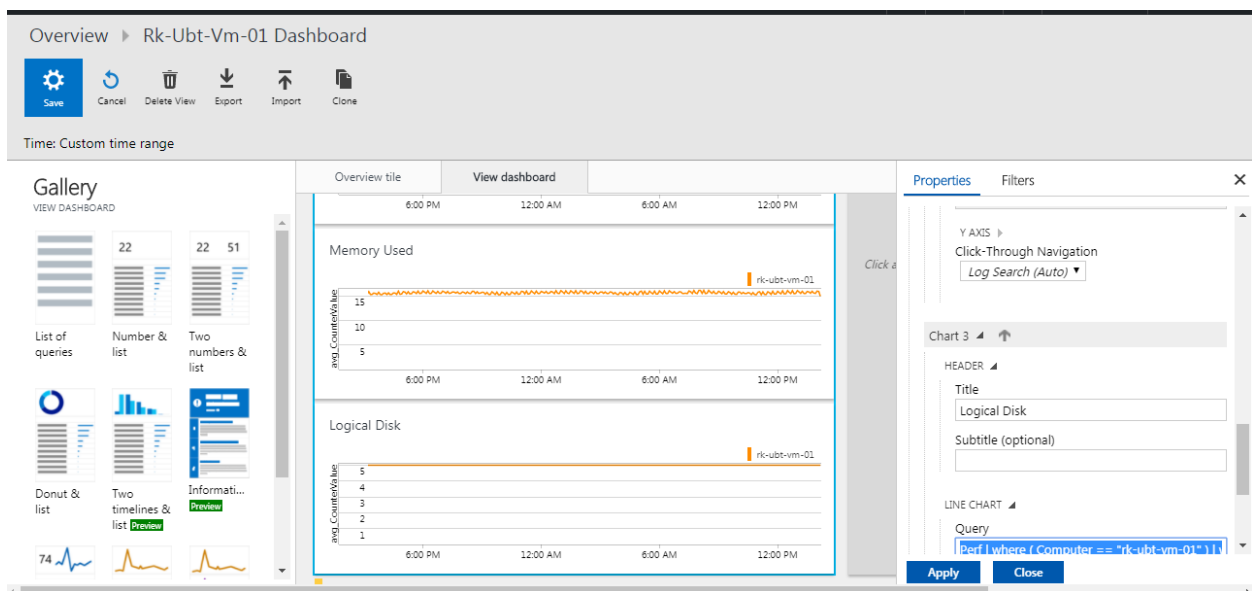 Overview Rk-Ubt-Vm-01 Dashboard
Save Cancel Delete View Export Import Clone
Time: Custom time range
Gallery
VIEW DASHBOARD
22
22 51
List of
queries
Number &
list
Two
numbers &
list
Donut &
list
Two
timelines &
list Preview
Informati...
Preview
74
Overview tile View dashboard
6:00 PM 12:00 AM 6:00 AM 12:00 PM
Memory Used
rk-ubt-vm-01
avg_CounterValue
15
10
5
6:00 PM 12:00 AM 6:00 AM 12:00 PM
Logical Disk
rk-ubt-vm-01
avg_CounterValue
5
4
3
2
1
6:00 PM 12:00 AM 6:00 AM 12:00 PM
Click a
Properties Filters
Y AXIS
Click-Through Navigation
Log Search (Auto)
Chart 3
HEADER
Title
Logical Disk
Subtitle (optional)
LINE CHART
Query
Perf | where ( Computer == "rk-ubt-vm-01" ) |
Apply Close